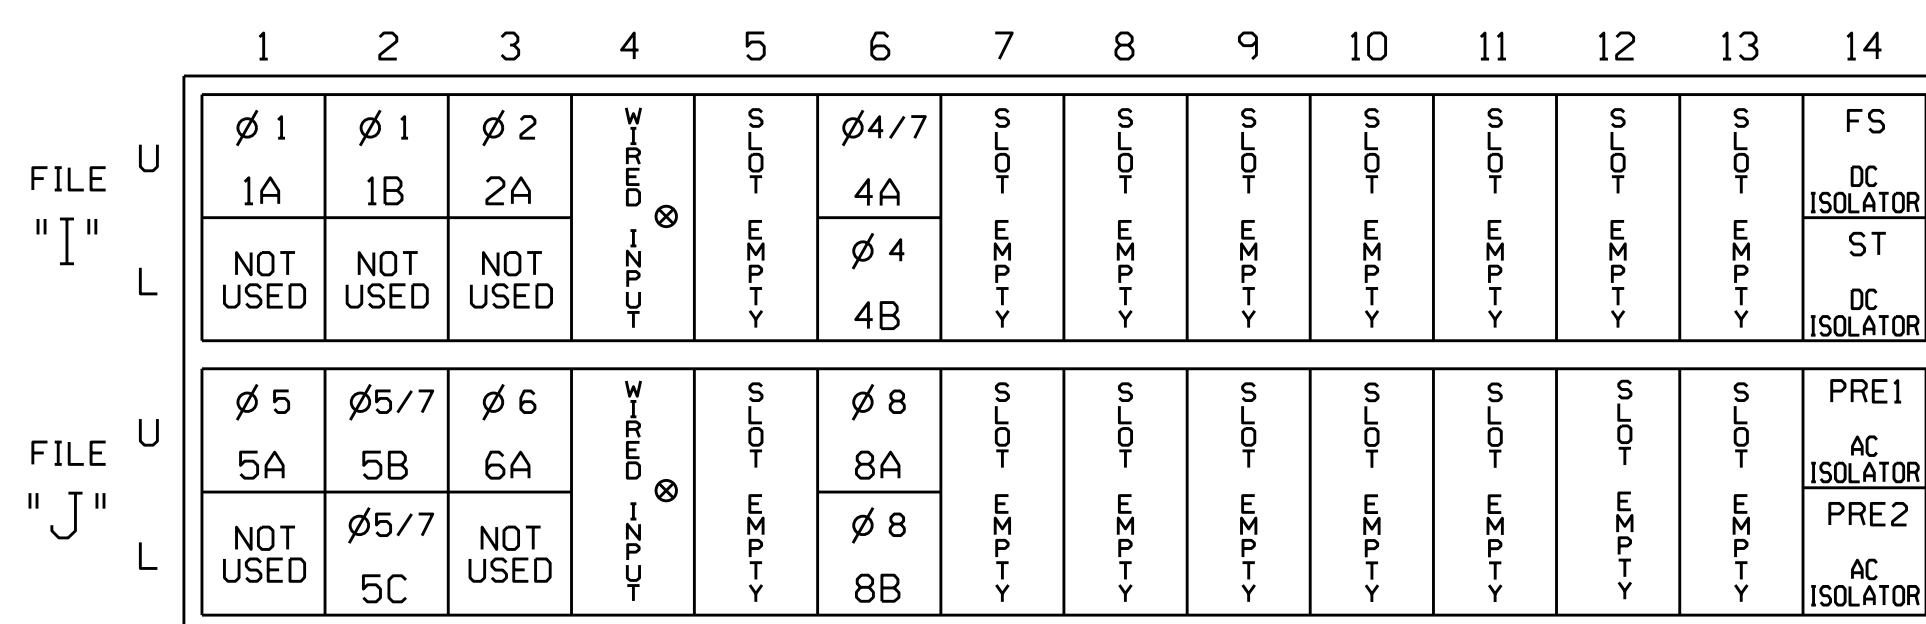 1 2 3 4 5 6 7 8 9 10 11 12 13 14
FILE "I"
U
L
Ø 1 1A
Ø 1 1B
Ø 2 2A
WIRED INPUT ⊗
SLOT EMPTY
Ø4/7 4A
SLOT EMPTY
SLOT EMPTY
SLOT EMPTY
SLOT EMPTY
SLOT EMPTY
SLOT EMPTY
SLOT EMPTY
FS DC ISOLATOR
NOT USED
NOT USED
NOT USED
Ø 4 4B
ST DC ISOLATOR
FILE "J"
U
L
Ø 5 5A
Ø5/7 5B
Ø 6 6A
WIRED INPUT ⊗
SLOT EMPTY
Ø 8 8A
SLOT EMPTY
SLOT EMPTY
SLOT EMPTY
SLOT EMPTY
SLOT EMPTY
SLOT EMPTY
SLOT EMPTY
PRE1 AC ISOLATOR
NOT USED
Ø5/7 5C
NOT USED
Ø 8 8B
PRE2 AC ISOLATOR